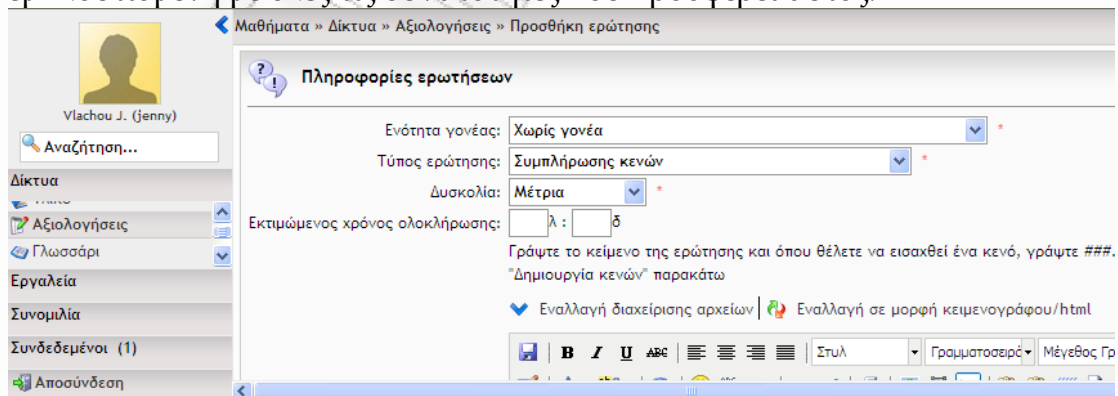 Μαθήματα » Δίκτυα » Αξιολογήσεις » Προσθήκη ερώτησης
Vlachou J. (jenny)
Αναζήτηση...
Δίκτυα
Αξιολογήσεις
Γλωσσάρι
Εργαλεία
Συνομιλία
Συνδεδεμένοι (1)
Αποσύνδεση
Πληροφορίες ερωτήσεων
Ενότητα γονέας: Χωρίς γονέα *
Τύπος ερώτησης: Συμπλήρωσης κενών *
Δυσκολία: Μέτρια *
Εκτιμώμενος χρόνος ολοκλήρωσης: λ : δ
Γράψτε το κείμενο της ερώτησης και όπου θέλετε να εισαχθεί ένα κενό, γράψτε ###.
"Δημιουργία κενών" παρακάτω
Εναλλαγή διαχείρισης αρχείων | Εναλλαγή σε μορφή κειμενογράφου/html
B I U ABC Στυλ Γραμματοσειρά Μέγεθος Γρ